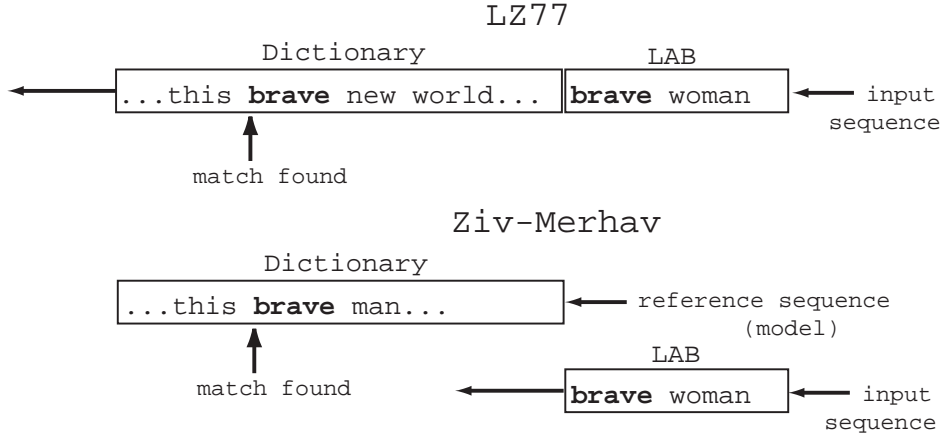 LZ77
Dictionary LAB
...this brave new world... brave woman input
sequence
match found
Ziv-Merhav
Dictionary
...this brave man... reference sequence
(model)
LAB
match found
brave woman input
sequence